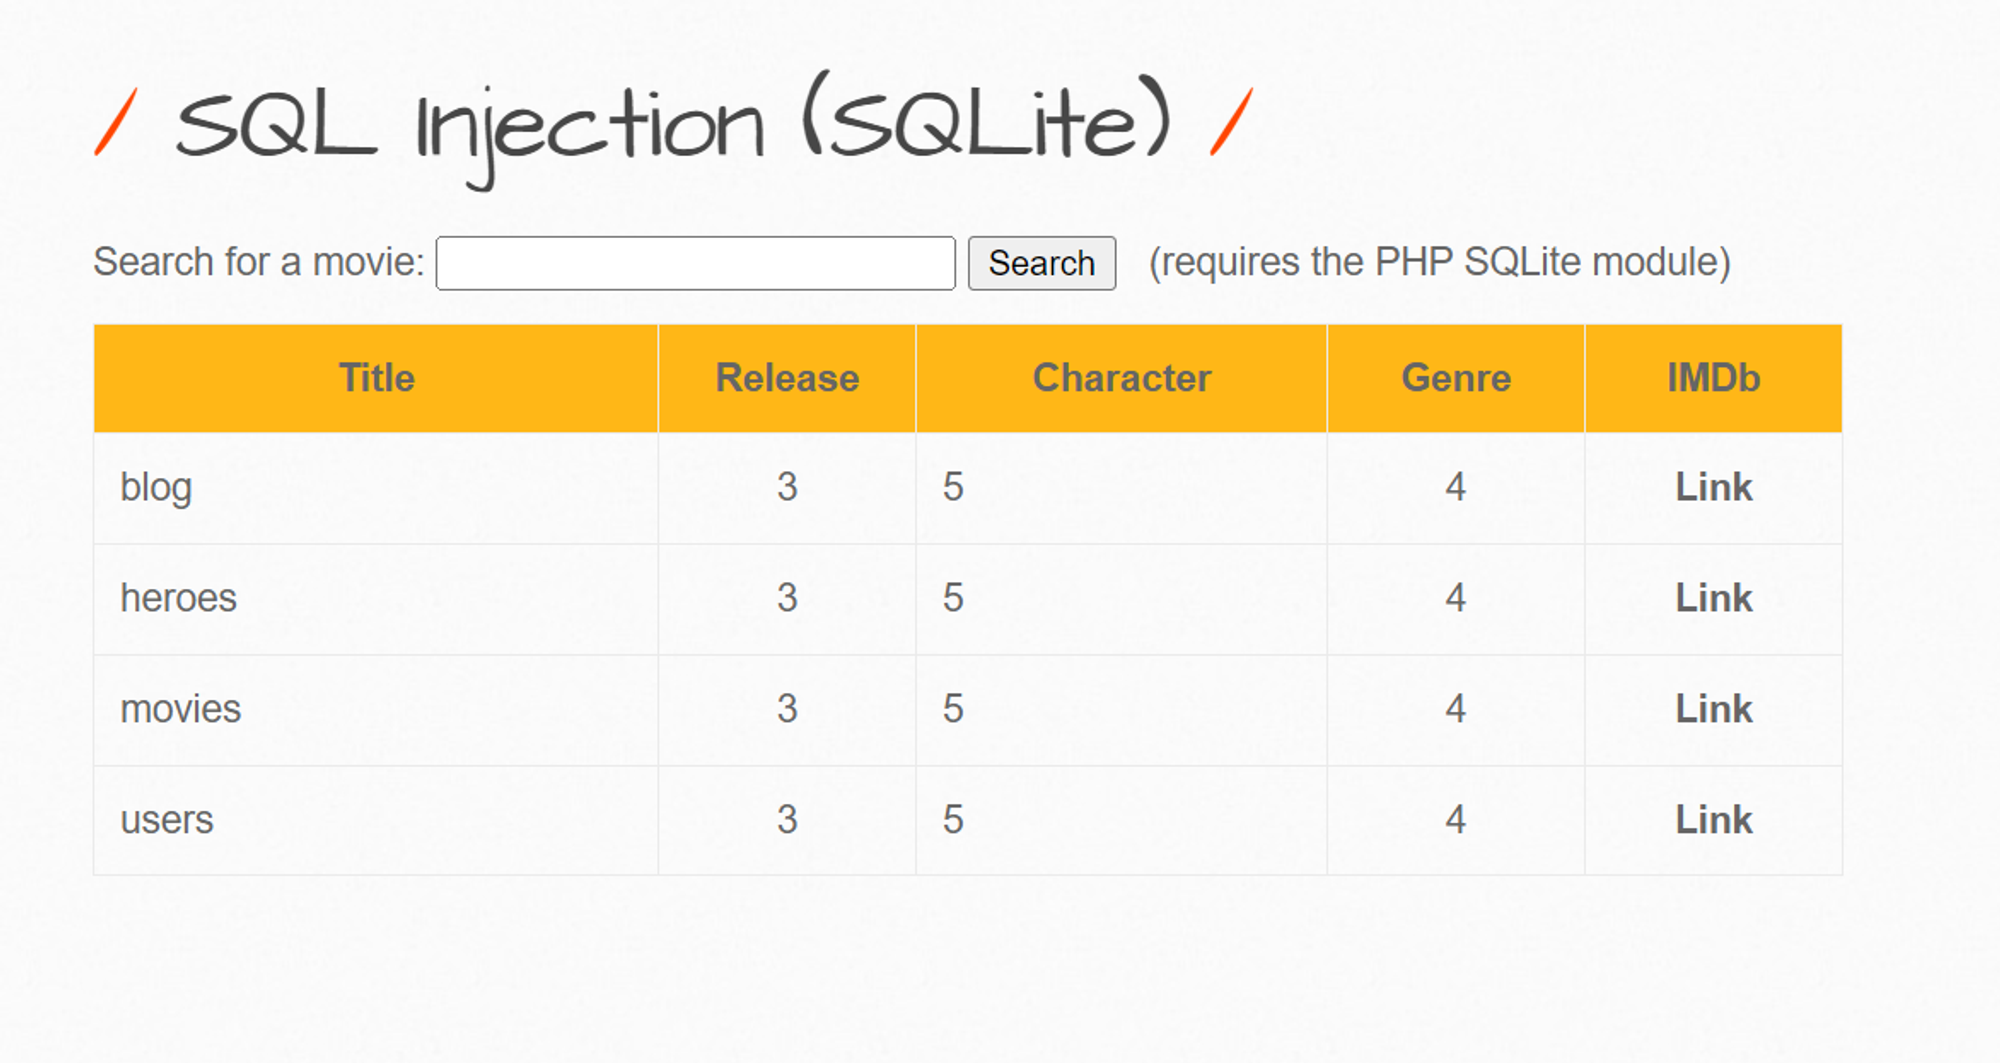 / SQL Injection (SQLite) /
Search for a movie: Search (requires the PHP SQLite module)
Title Release Character Genre IMDb
blog 3 5 4 Link
heroes 3 5 4 Link
movies 3 5 4 Link
users 3 5 4 Link